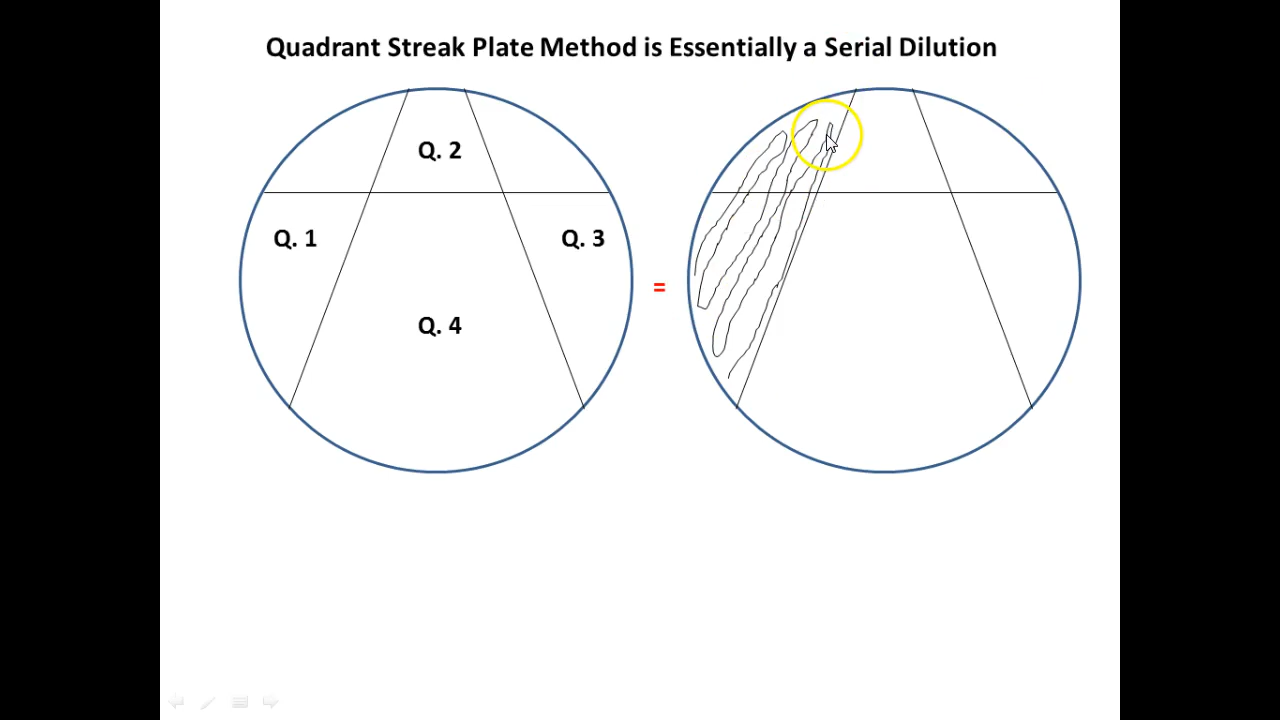 Quadrant Streak Plate Method is Essentially a Serial Dilution
Q. 2
Q. 1
Q. 3
=
Q. 4